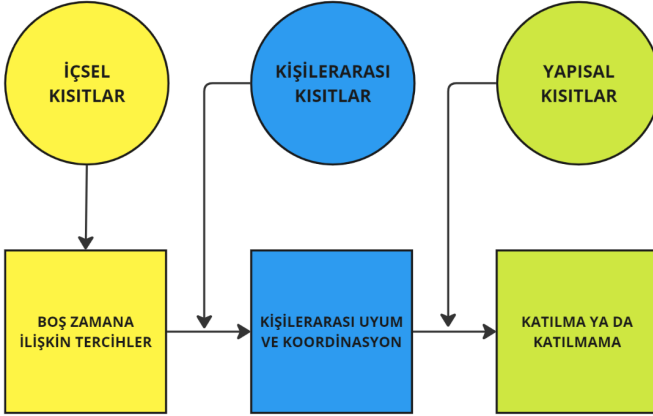 İÇSEL
KISITLAR
KİŞİLERARASI
KISITLAR
YAPISAL
KISITLAR
BOŞ ZAMANA
İLİŞKİN TERCİHLER
KİŞİLERARASI UYUM
VE KOORDİNASYON
KATILMA YA DA
KATILMAMA